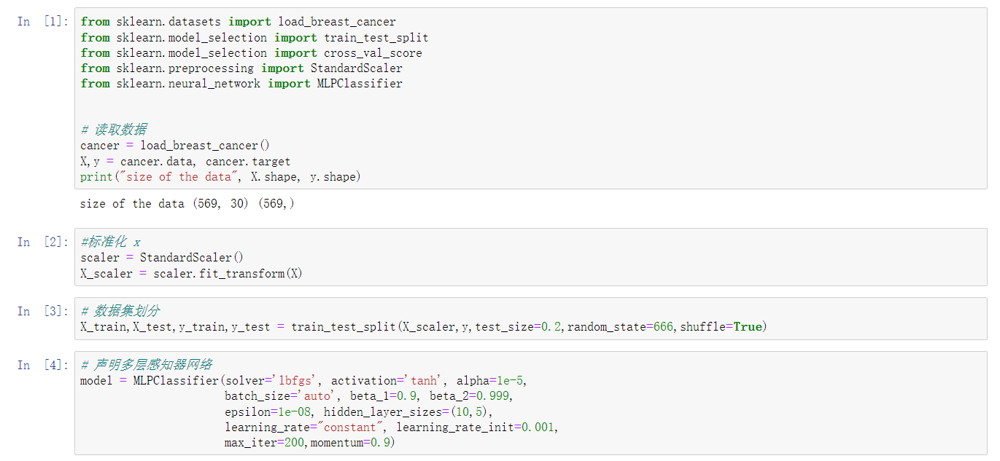 In [1]:
from sklearn.datasets import load_breast_cancer
from sklearn.model_selection import train_test_split
from sklearn.model_selection import cross_val_score
from sklearn.preprocessing import StandardScaler
from sklearn.neural_network import MLPClassifier
# 读取数据
cancer = load_breast_cancer()
X,y = cancer.data, cancer.target
print("size of the data", X.shape, y.shape)
size of the data (569, 30) (569,)
In [2]:
#标准化 x
scaler = StandardScaler()
X_scaler = scaler.fit_transform(X)
In [3]:
# 数据集划分
X_train,X_test,y_train,y_test = train_test_split(X_scaler,y,test_size=0.2,random_state=666,shuffle=True)
In [4]:
# 声明多层感知器网络
model = MLPClassifier(solver='lbfgs', activation='tanh', alpha=1e-5,
batch_size='auto', beta_1=0.9, beta_2=0.999,
epsilon=1e-08, hidden_layer_sizes=(10,5),
learning_rate="constant", learning_rate_init=0.001,
max_iter=200,momentum=0.9)